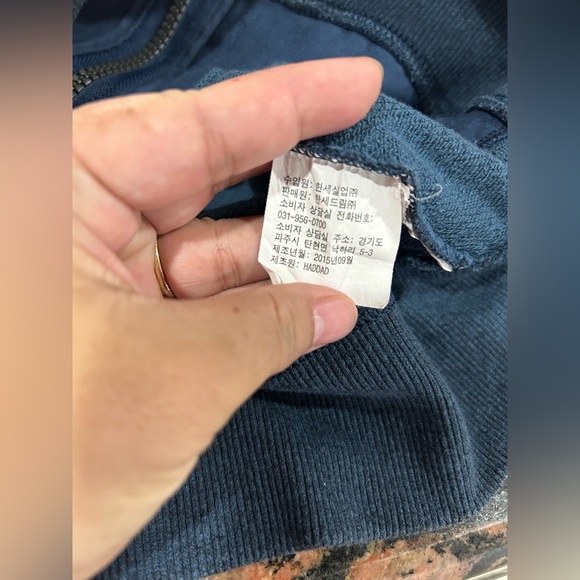 수입원: 한세실업㈜
판매원: 한세드림㈜
소비자 상담실 전화번호:
031-956-0700
소비자 상담실 주소: 경기도
파주시 탄현면 낙하리 5-3
제조년월: 2015년09월
제조원: HADDAD